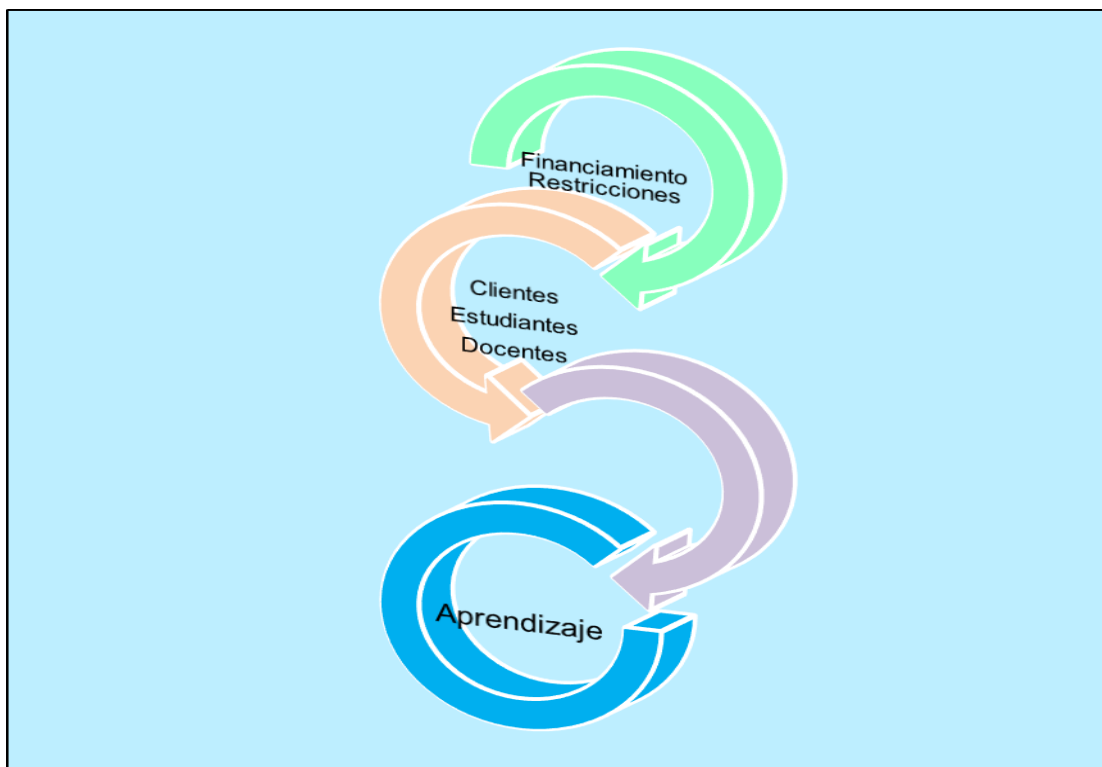 Financiamiento
Restricciones
Clientes
Estudiantes
Docentes
Aprendizaje